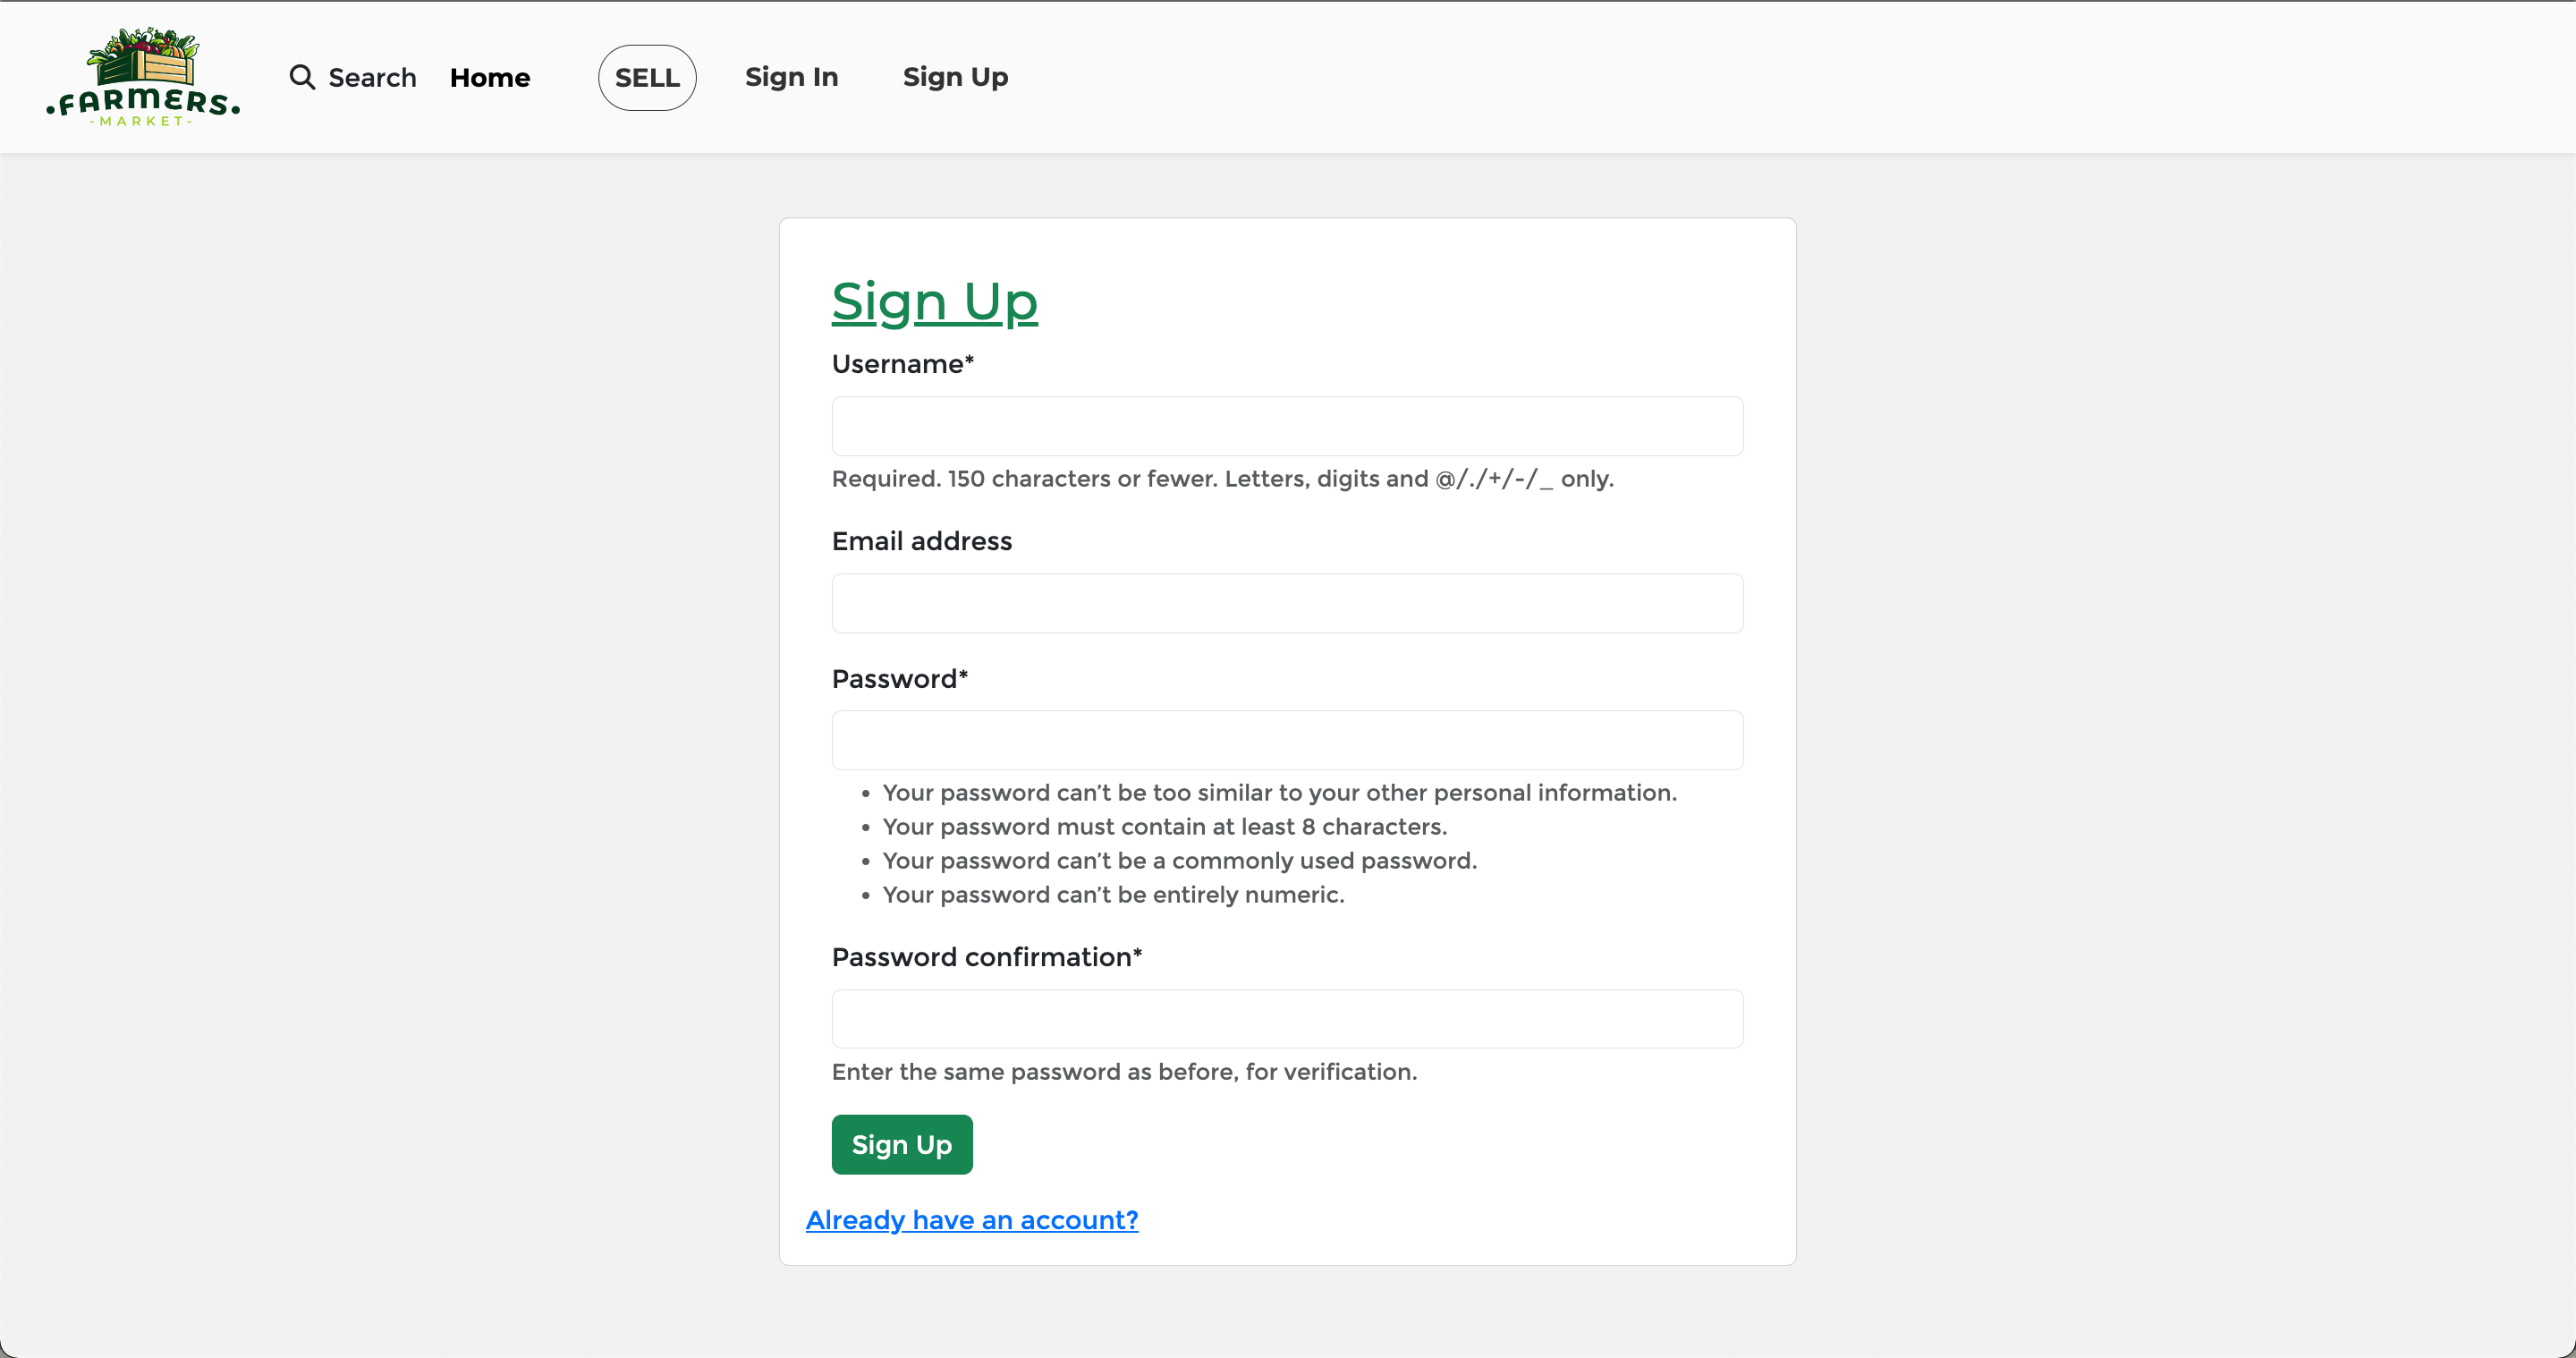 .FARMERS.
- MARKET -
Search Home SELL Sign In Sign Up
Sign Up
Username*
Required. 150 characters or fewer. Letters, digits and @/./+/-/_ only.
Email address
Password*
• Your password can’t be too similar to your other personal information.
• Your password must contain at least 8 characters.
• Your password can’t be a commonly used password.
• Your password can’t be entirely numeric.
Password confirmation*
Enter the same password as before, for verification.
Sign Up
Already have an account?